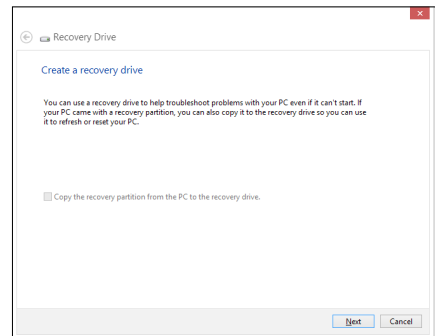 Recovery Drive
Create a recovery drive
You can use a recovery drive to help troubleshoot problems with your PC even if it can't start. If
your PC came with a recovery partition, you can also copy it to the recovery drive so you can use
it to refresh or reset your PC.
Copy the recovery partition from the PC to the recovery drive.
Next Cancel